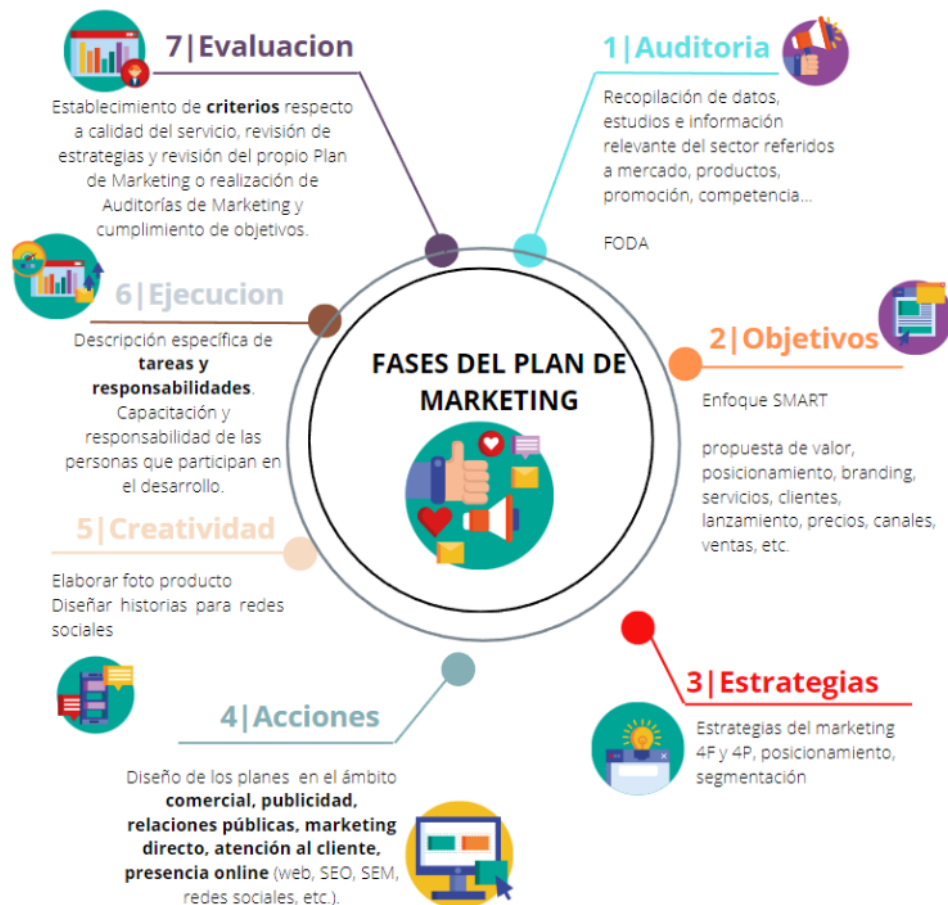 FASES DEL PLAN DE
MARKETING
1|Auditoria
Recopilación de datos,
estudios e información
relevante del sector referidos
a mercado, productos,
promoción, competencia...
FODA
2|Objetivos
Enfoque SMART
propuesta de valor,
posicionamiento, branding,
servicios, clientes,
lanzamiento, precios, canales,
ventas, etc.
3|Estrategias
Estrategias del marketing
4F y 4P, posicionamiento,
segmentación
4|Acciones
Diseño de los planes en el ámbito
comercial, publicidad,
relaciones públicas, marketing
directo, atención al cliente,
presencia online (web, SEO, SEM,
redes sociales, etc.).
5|Creatividad
Elaborar foto producto
Diseñar historias para redes
sociales
6|Ejecucion
Descripción específica de
tareas y
responsabilidades.
Capacitación y
responsabilidad de las
personas que participan en
el desarrollo.
7|Evaluacion
Establecimiento de criterios respecto
a calidad del servicio, revisión de
estrategias y revisión del propio Plan
de Marketing o realización de
Auditorías de Marketing y
cumplimiento de objetivos.